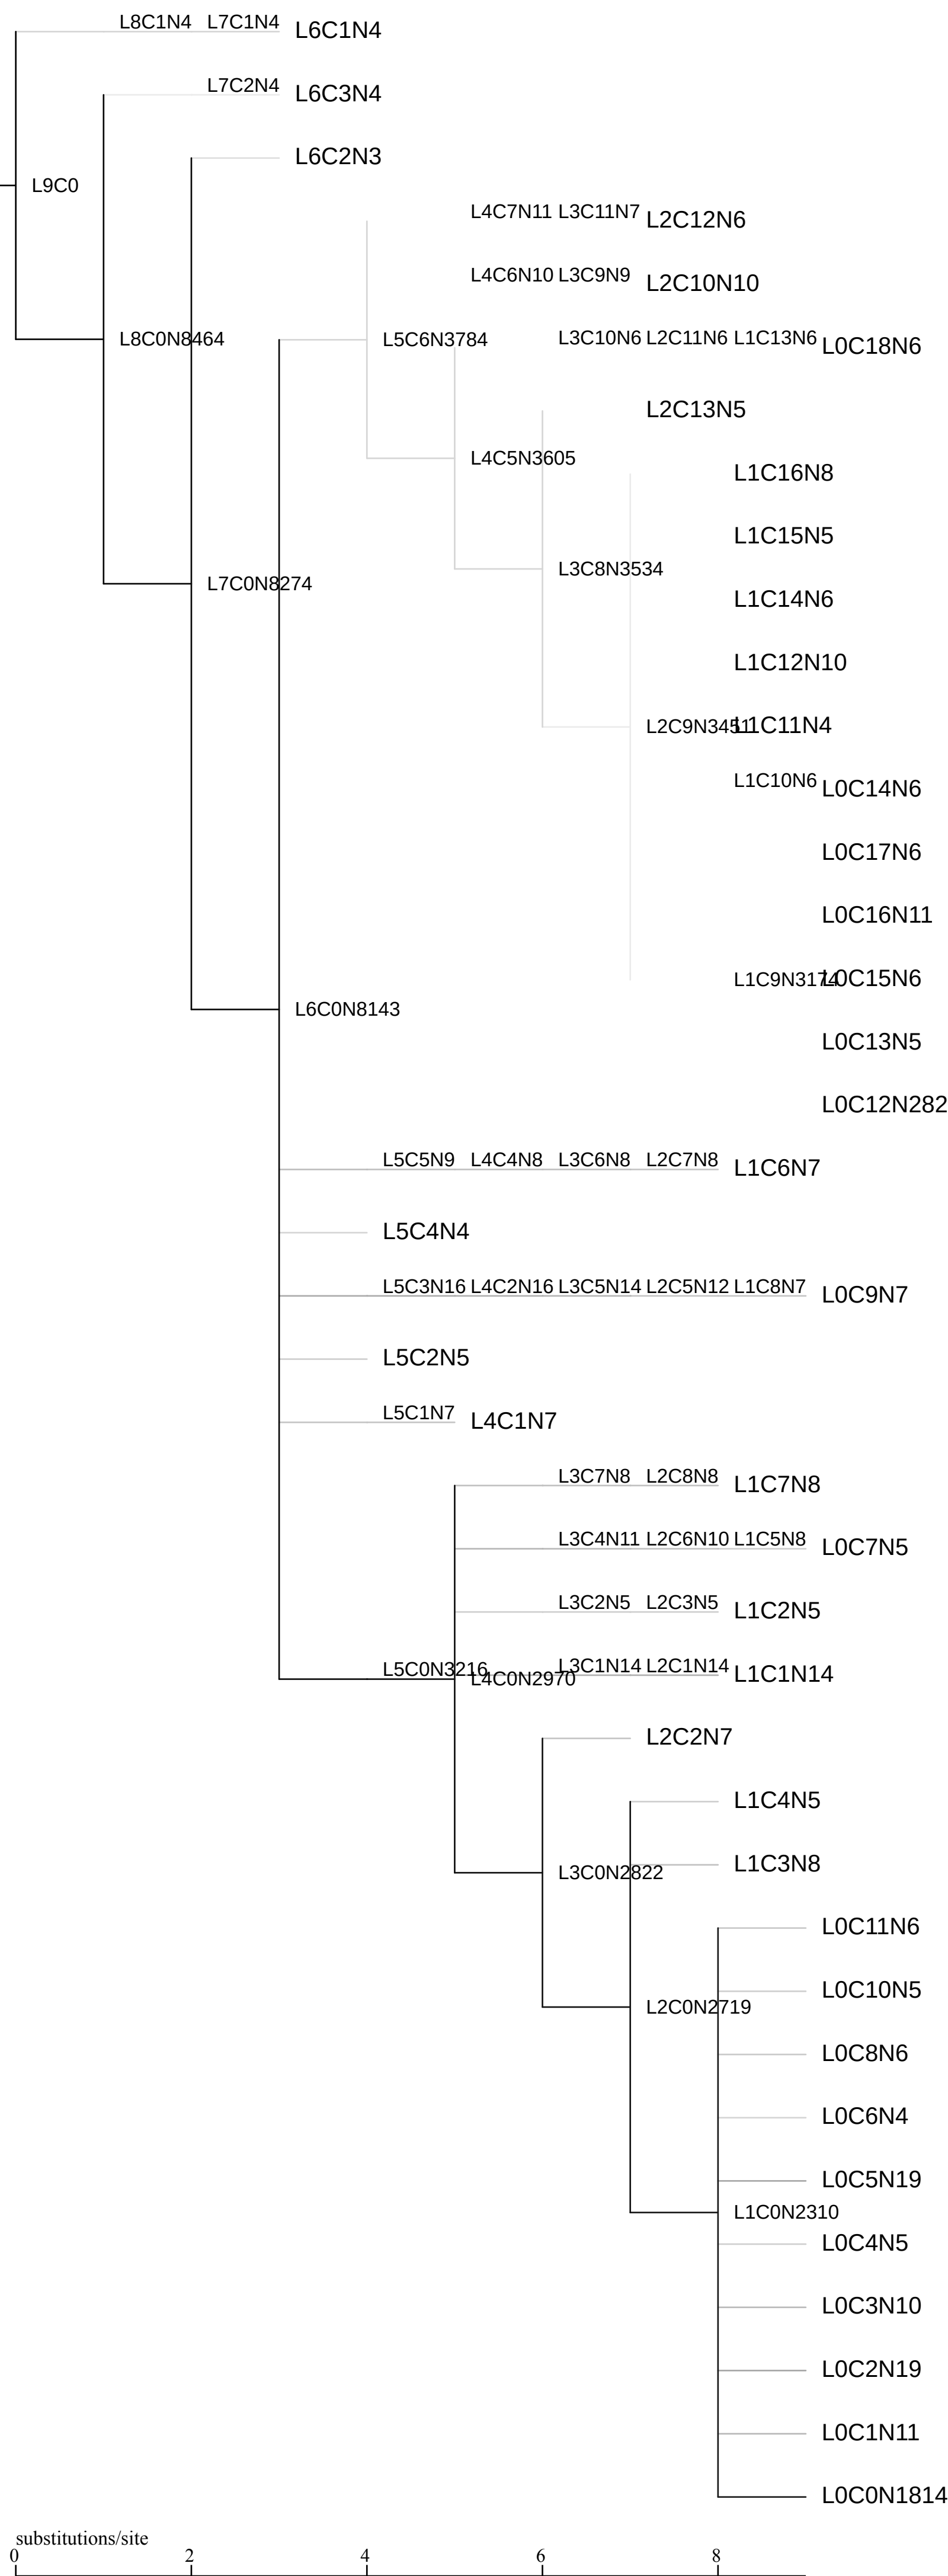 L8C1N4 L7C1N4 L6C1N4
L7C2N4 L6C3N4
L6C2N3
L9C0
L4C7N11 L3C11N7 L2C12N6
L4C6N10 L3C9N9 L2C10N10
L8C0N8464 L5C6N3784 L3C10N6 L2C11N6 L1C13N6 L0C18N6
L2C13N5
L4C5N3605 L1C16N8
L1C15N5
L3C8N3534
L7C0N8274 L1C14N6
L1C12N10
L2C9N3451 L1C11N4
L1C10N6 L0C14N6
L0C17N6
L0C16N11
L1C9N3174 L0C15N6
L6C0N8143
L0C13N5
L0C12N282
L5C5N9 L4C4N8 L3C6N8 L2C7N8 L1C6N7
L5C4N4
L5C3N16 L4C2N16 L3C5N14 L2C5N12 L1C8N7 L0C9N7
L5C2N5
L5C1N7 L4C1N7
L3C7N8 L2C8N8 L1C7N8
L3C4N11 L2C6N10 L1C5N8 L0C7N5
L3C2N5 L2C3N5 L1C2N5
L5C0N3216 L4C0N2970 L3C1N14 L2C1N14 L1C1N14
L2C2N7
L1C4N5
L3C0N2822 L1C3N8
L0C11N6
L0C10N5
L2C0N2719
L0C8N6
L0C6N4
L0C5N19
L1C0N2310
L0C4N5
L0C3N10
L0C2N19
L0C1N11
L0C0N1814
substitutions/site
0 2 4 6 8